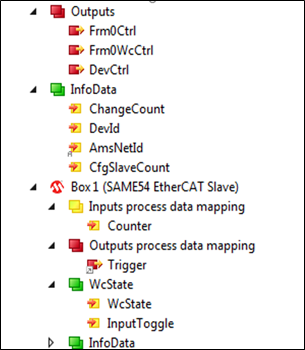 Outputs
Frm0Ctrl
Frm0WcCtrl
DevCtrl
InfoData
ChangeCount
DevId
AmsNetId
CfgSlaveCount
Box 1 (SAME54 EtherCAT Slave)
Inputs process data mapping
Counter
Outputs process data mapping
Trigger
WcState
WcState
InputToggle
InfoData